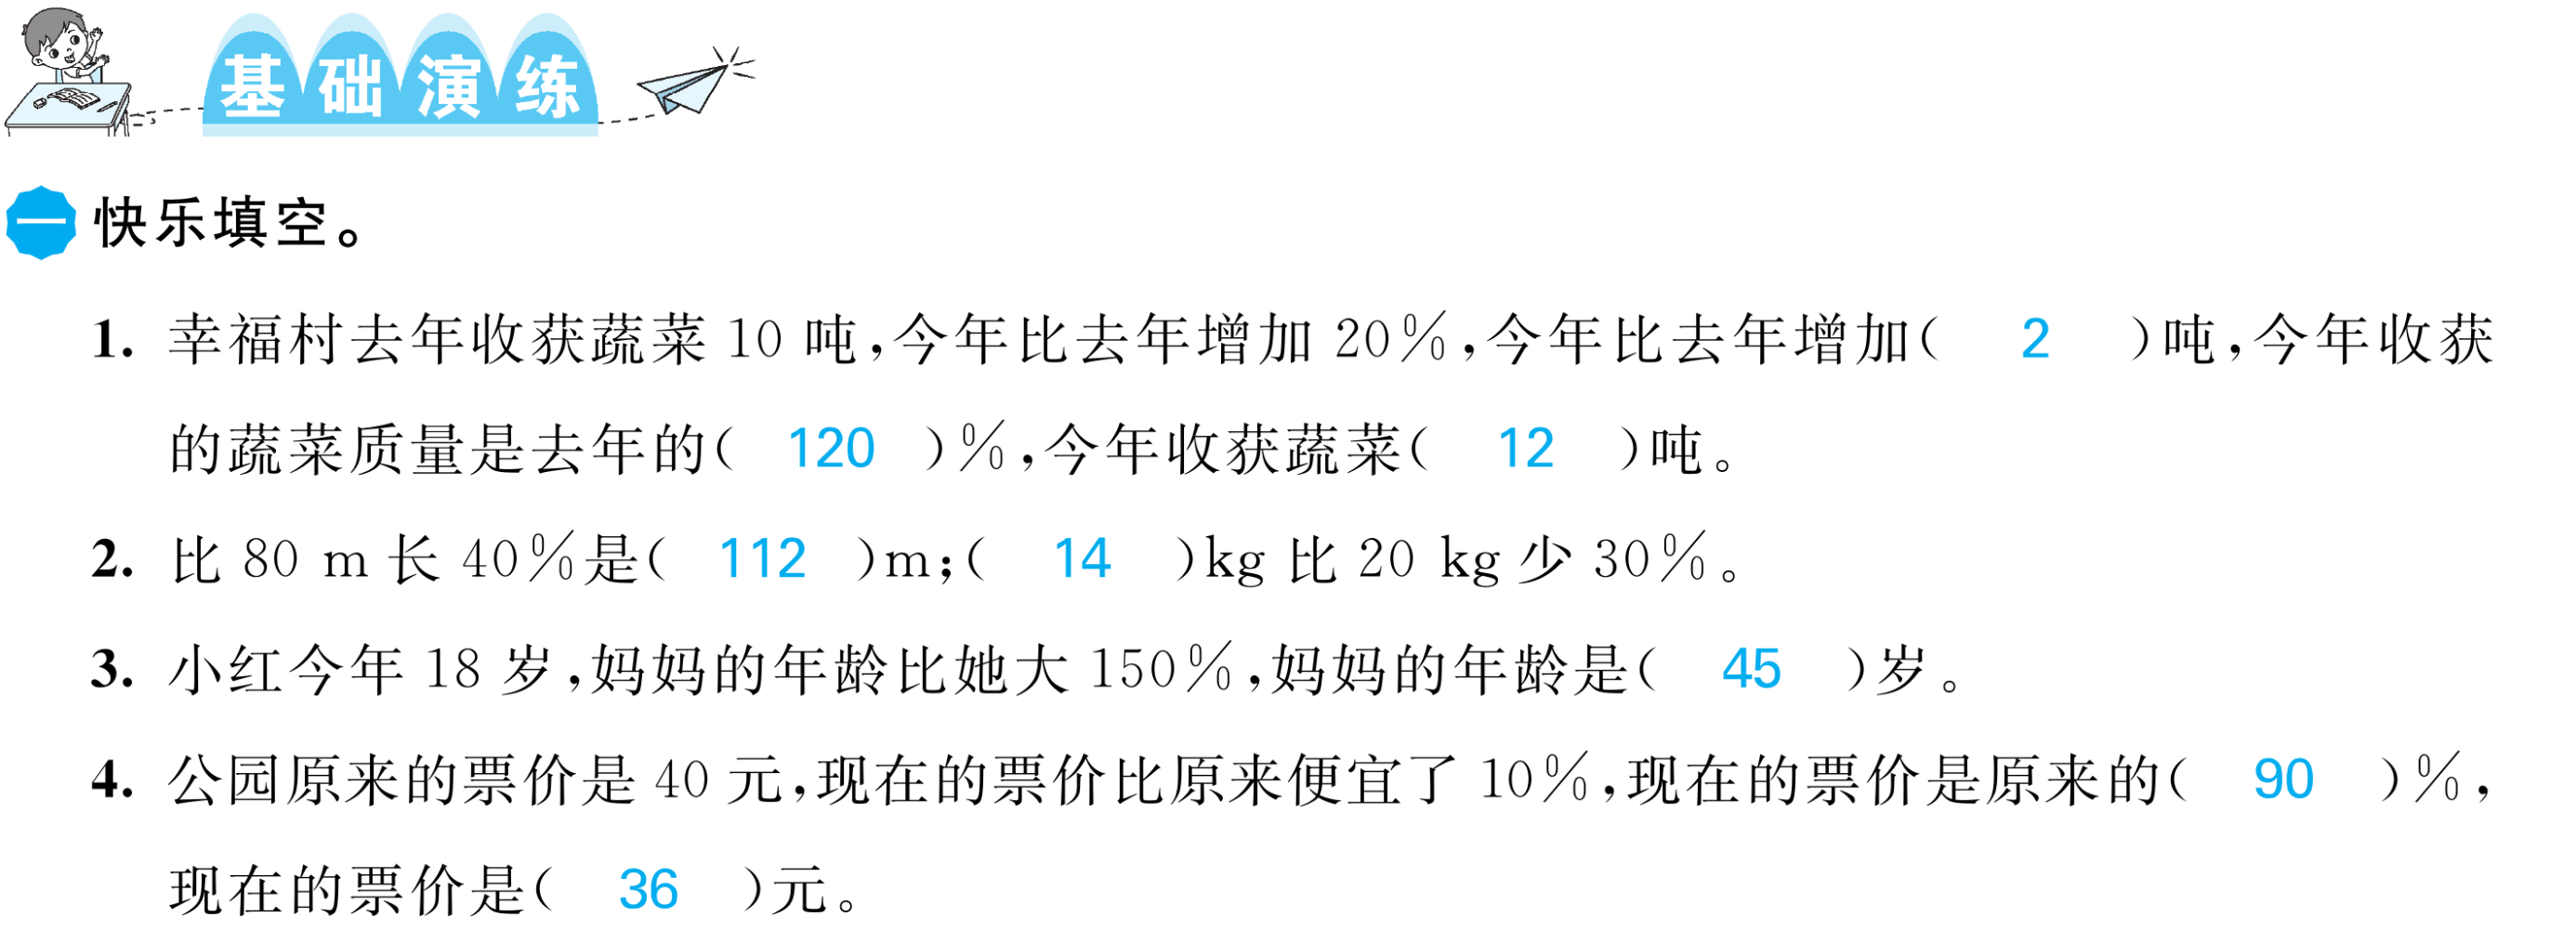 基础演练
一 快乐填空。
1. 幸福村去年收获蔬菜 10 吨,今年比去年增加 20%,今年比去年增加( 2 )吨,今年收获
的蔬菜质量是去年的( 120 )%,今年收获蔬菜( 12 )吨。
2. 比 80 m 长 40%是( 112 )m;( 14 )kg 比 20 kg 少 30%。
3. 小红今年 18 岁,妈妈的年龄比她大 150%,妈妈的年龄是( 45 )岁。
4. 公园原来的票价是 40 元,现在的票价比原来便宜了 10%,现在的票价是原来的( 90 )%,
现在的票价是( 36 )元。